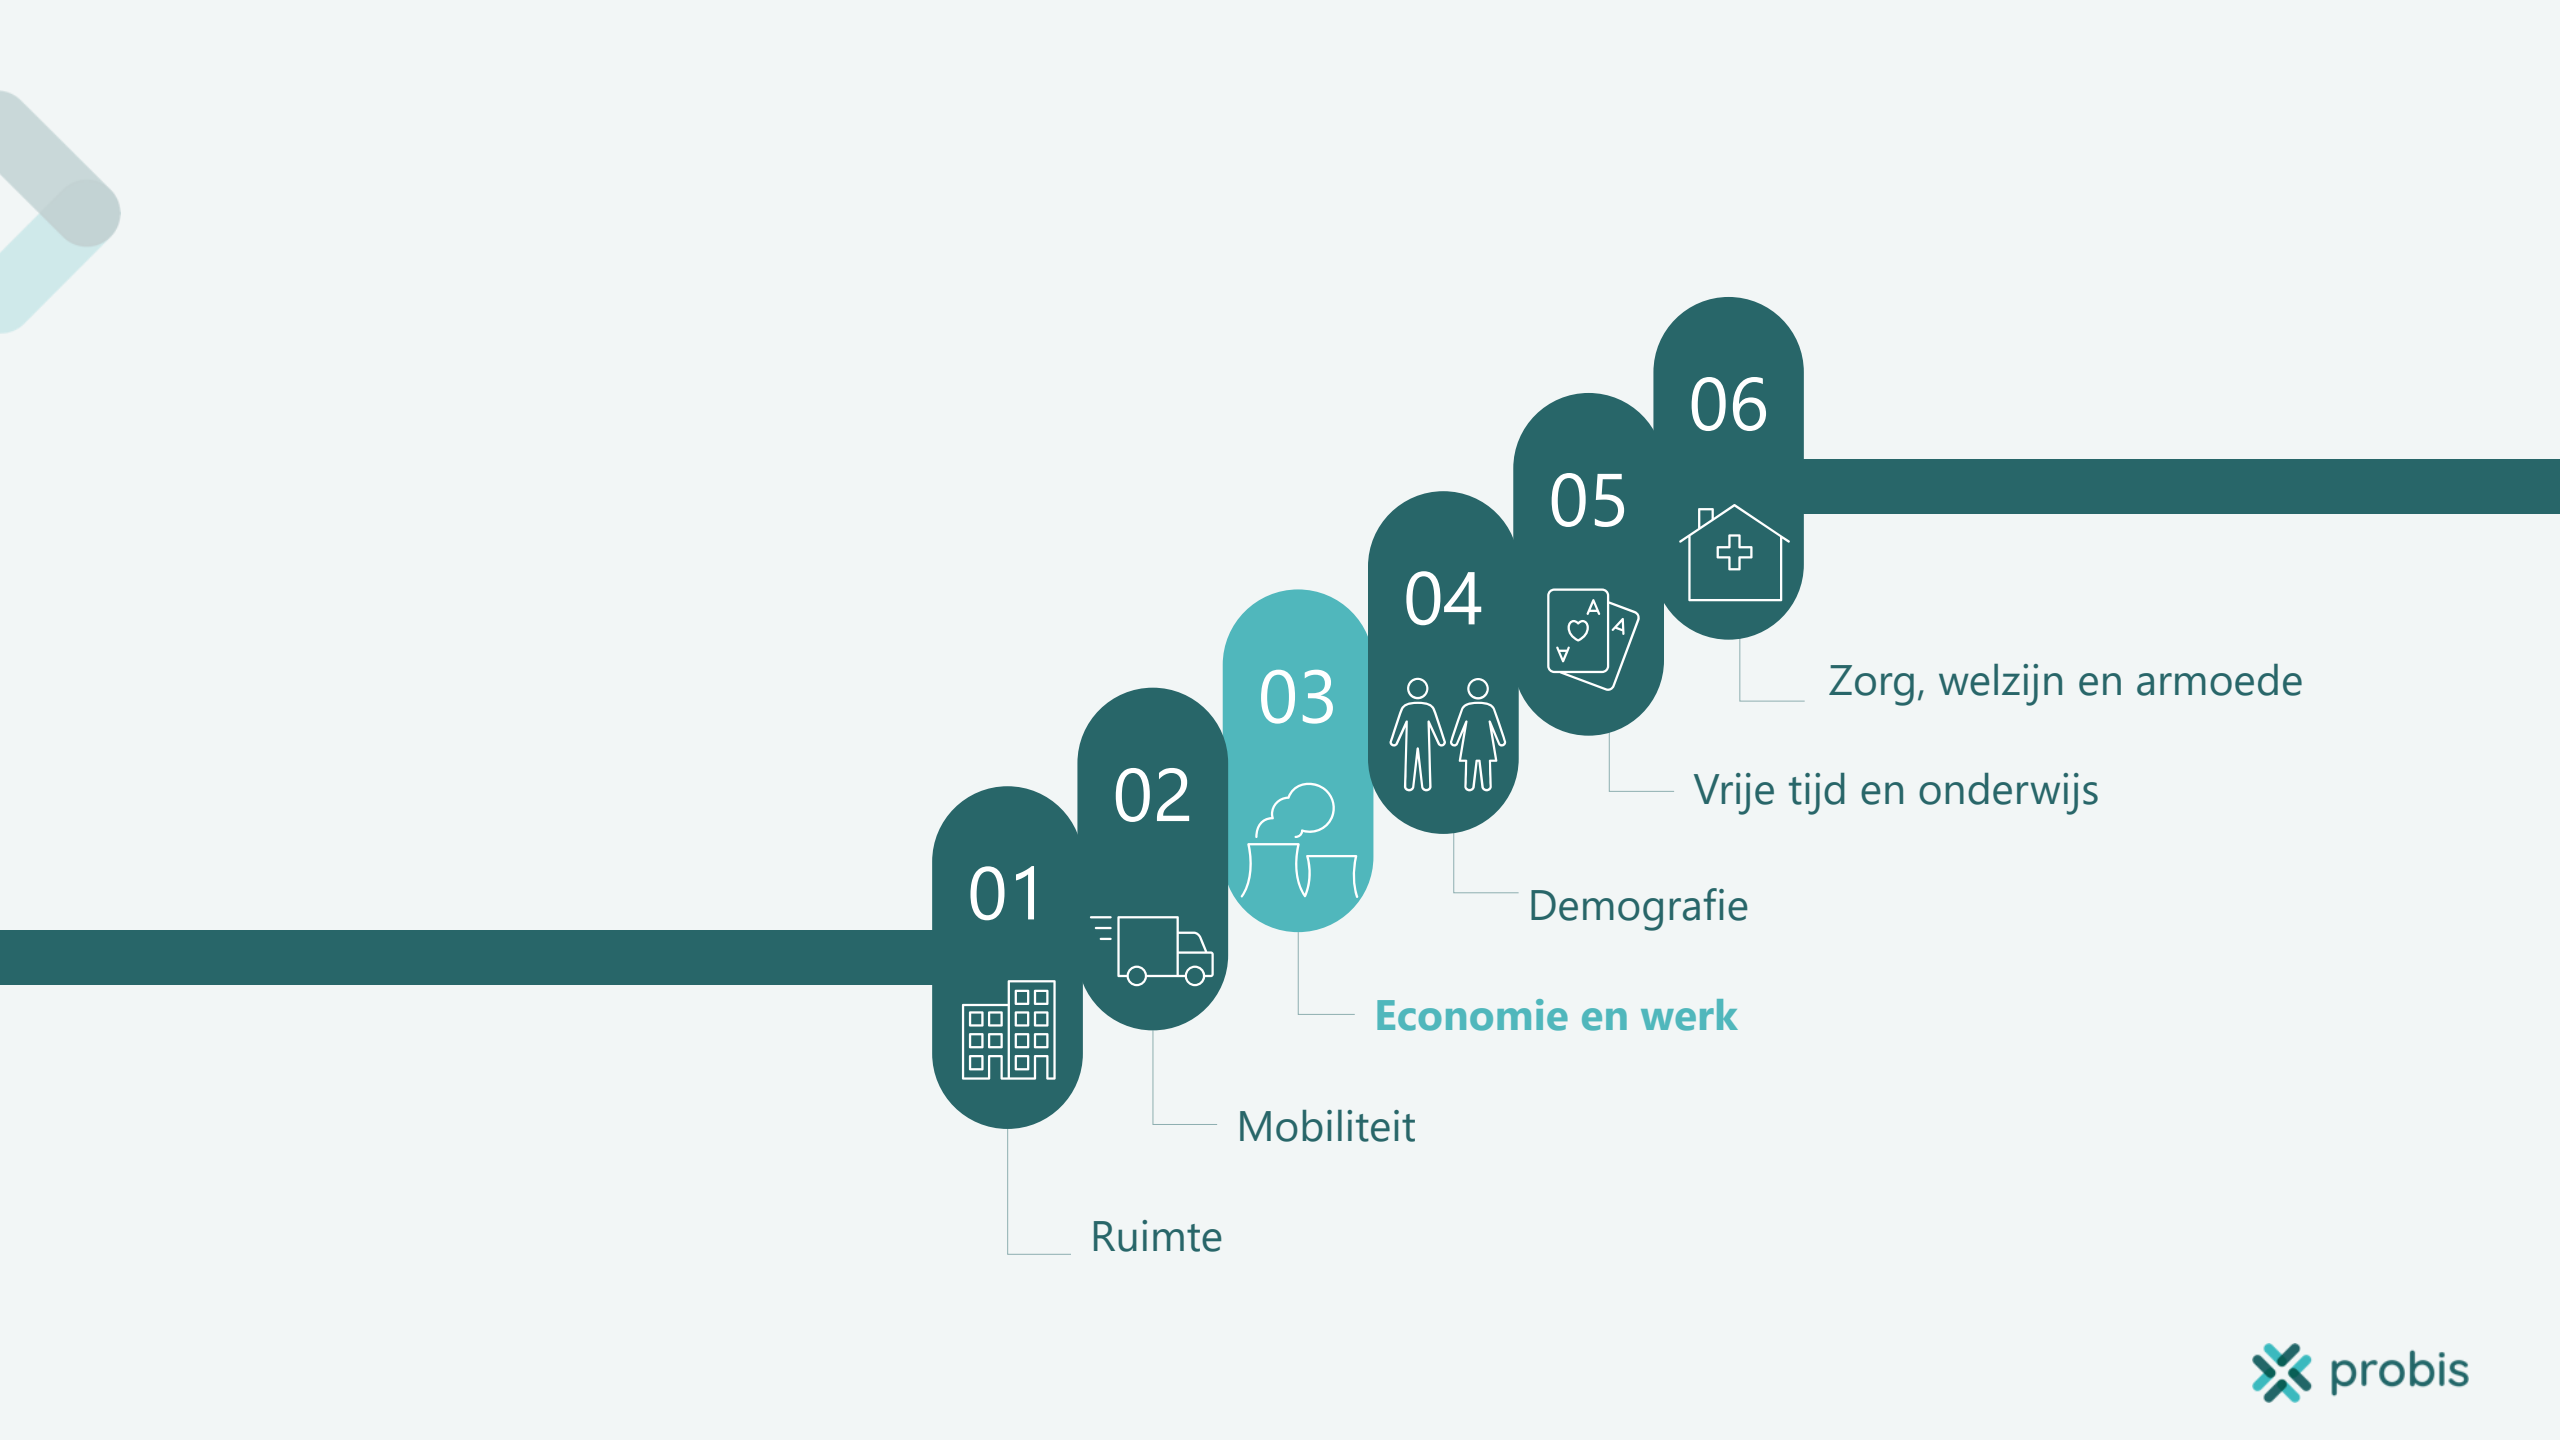 06
Zorg, welzijn en armoede
05
Vrije tijd en onderwijs
04
Demografie
03
Economie en werk
02
Mobiliteit
01
Ruimte
A
A
A
probis